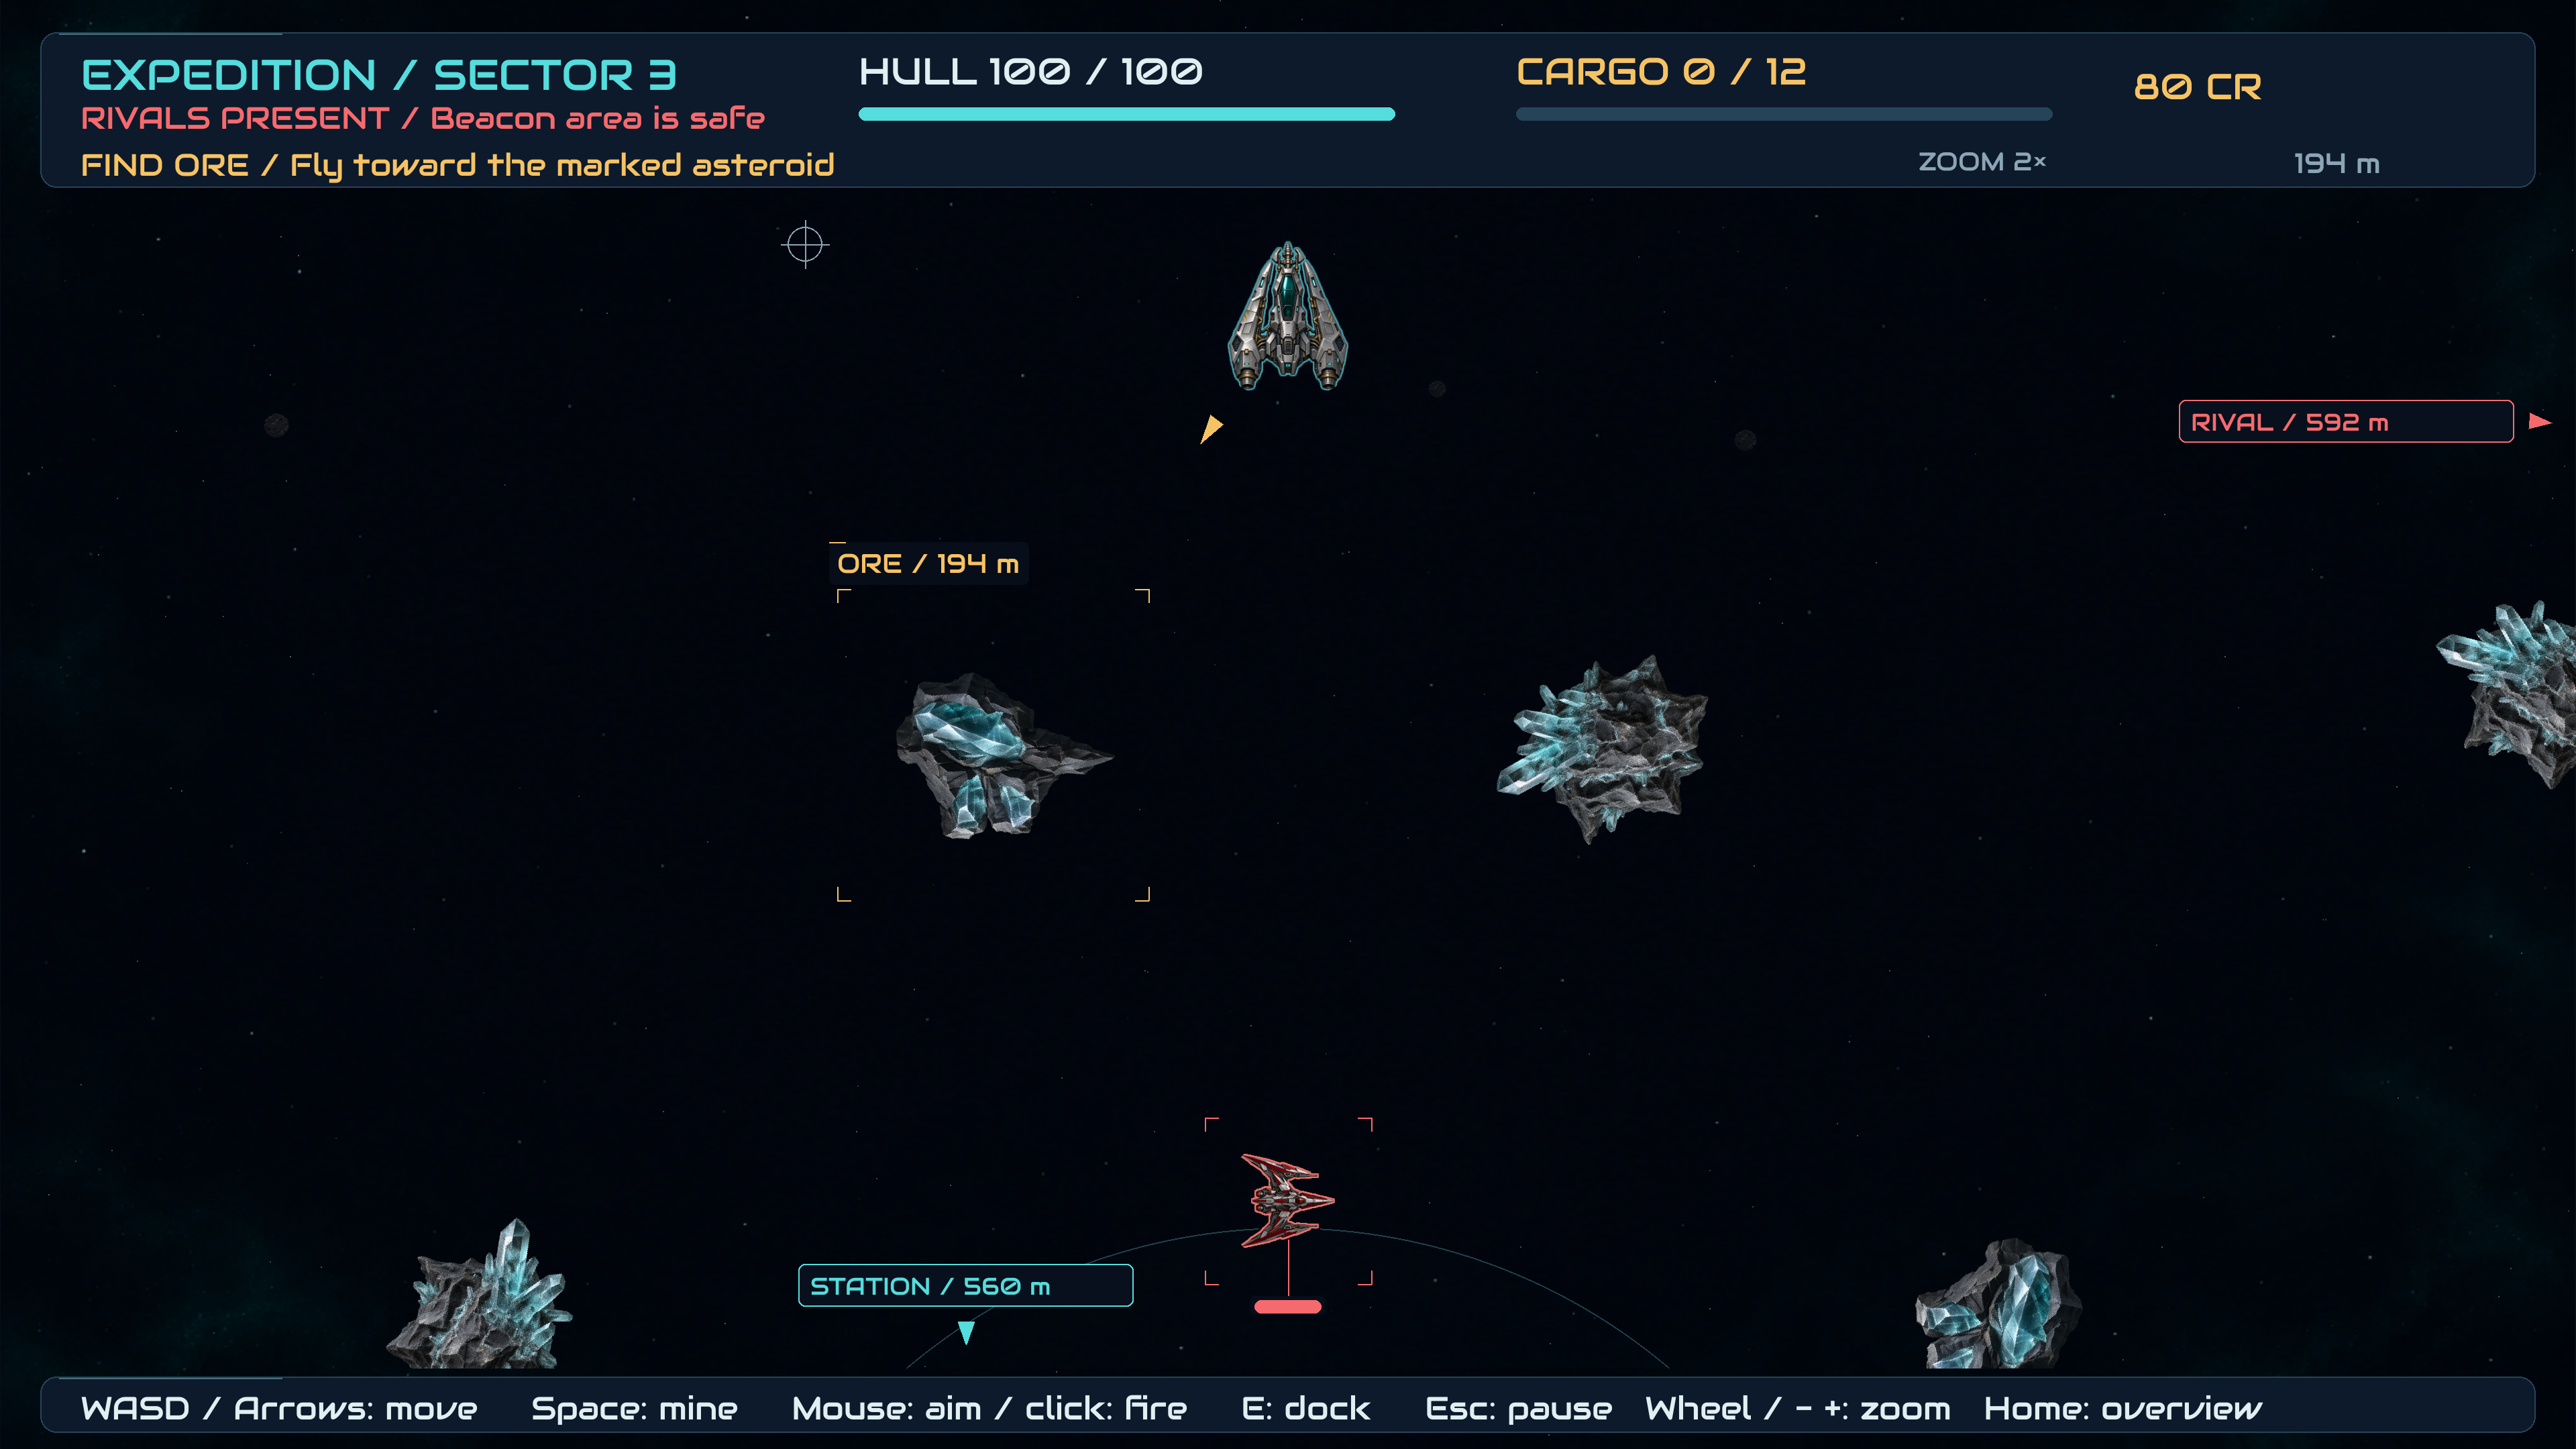 EXPEDITION / SECTOR 3
RIVALS PRESENT / Beacon area is safe
FIND ORE / Fly toward the marked asteroid
HULL 100 / 100
CARGO 0 / 12
80 CR
ZOOM 2×
194 m
RIVAL / 592 m
ORE / 194 m
STATION / 560 m
WASD / Arrows: move
Space: mine
Mouse: aim / click: fire
E: dock
Esc: pause
Wheel / - +: zoom
Home: overview